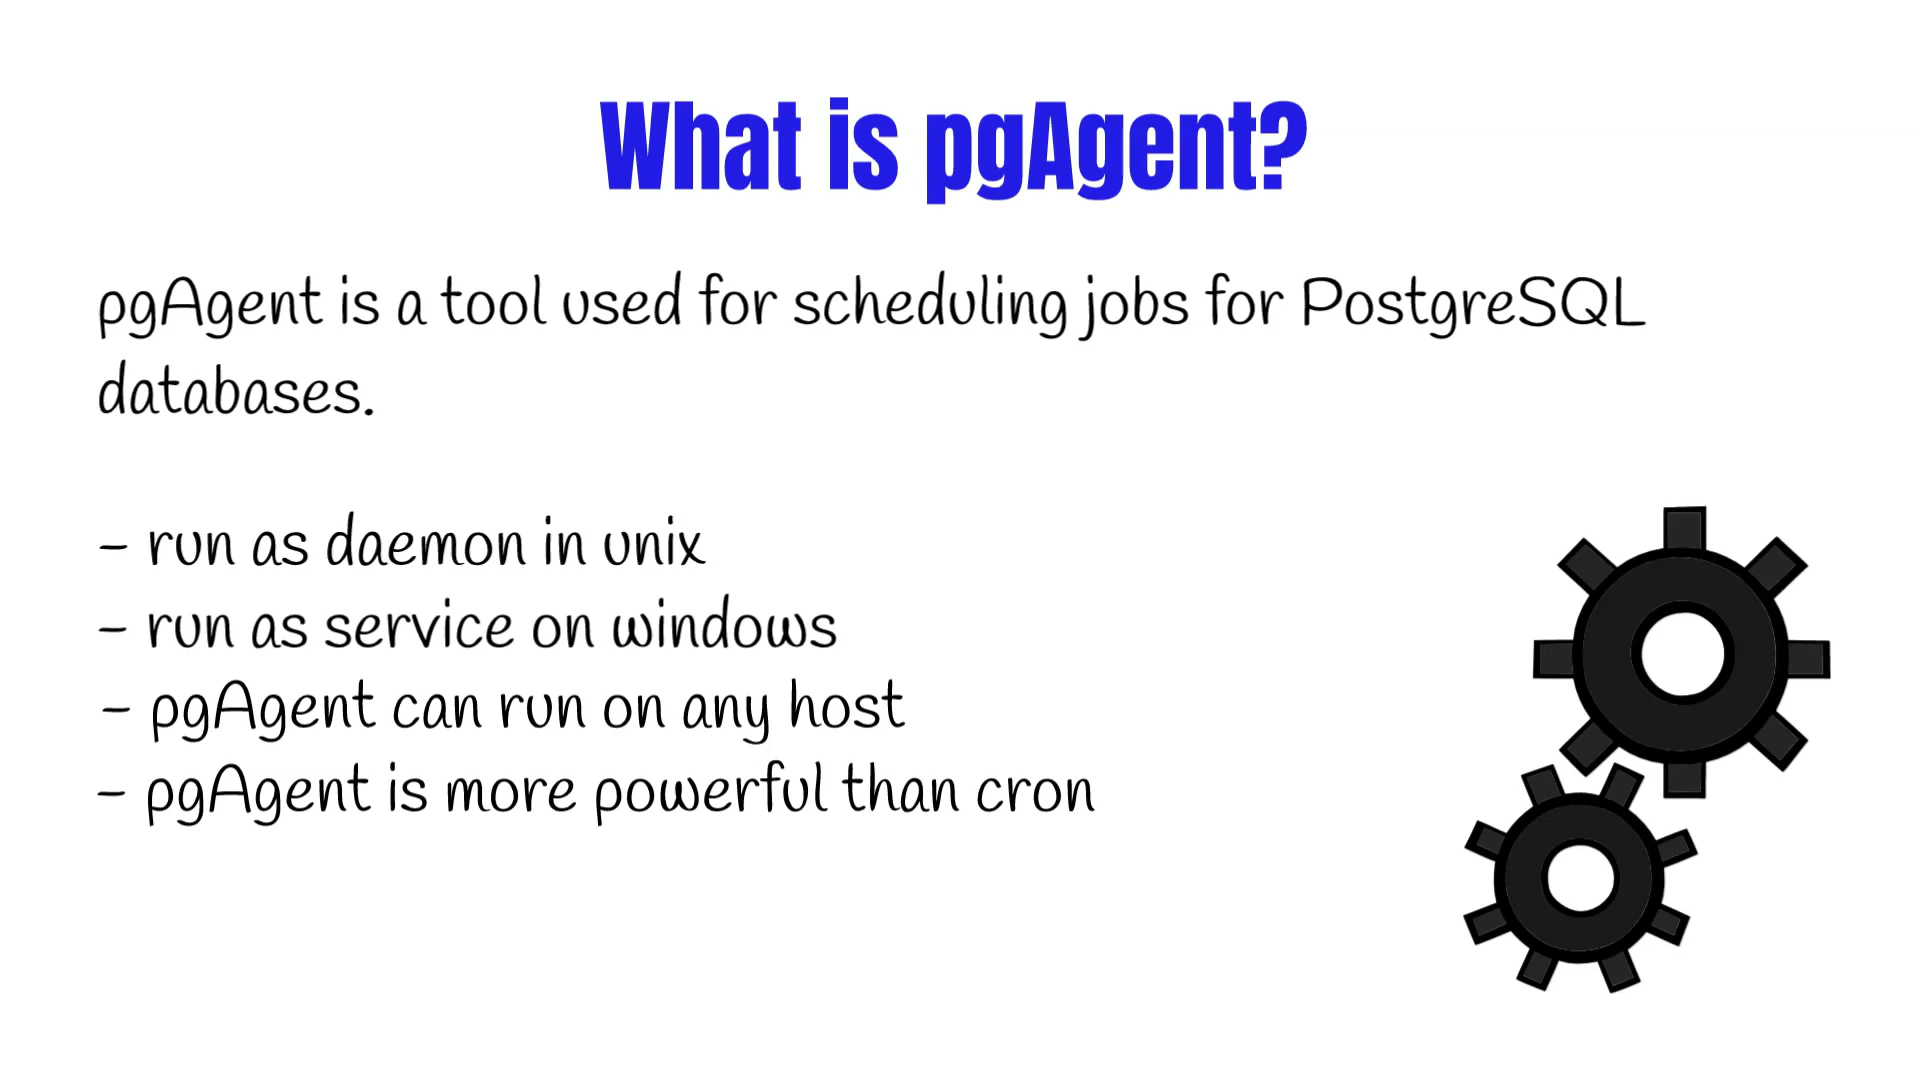 What is pgAgent?
pgAgent is a tool used for scheduling jobs for PostgreSQL
databases.
- run as daemon in unix
- run as service on windows
- pgAgent can run on any host
- pgAgent is more powerful than cron